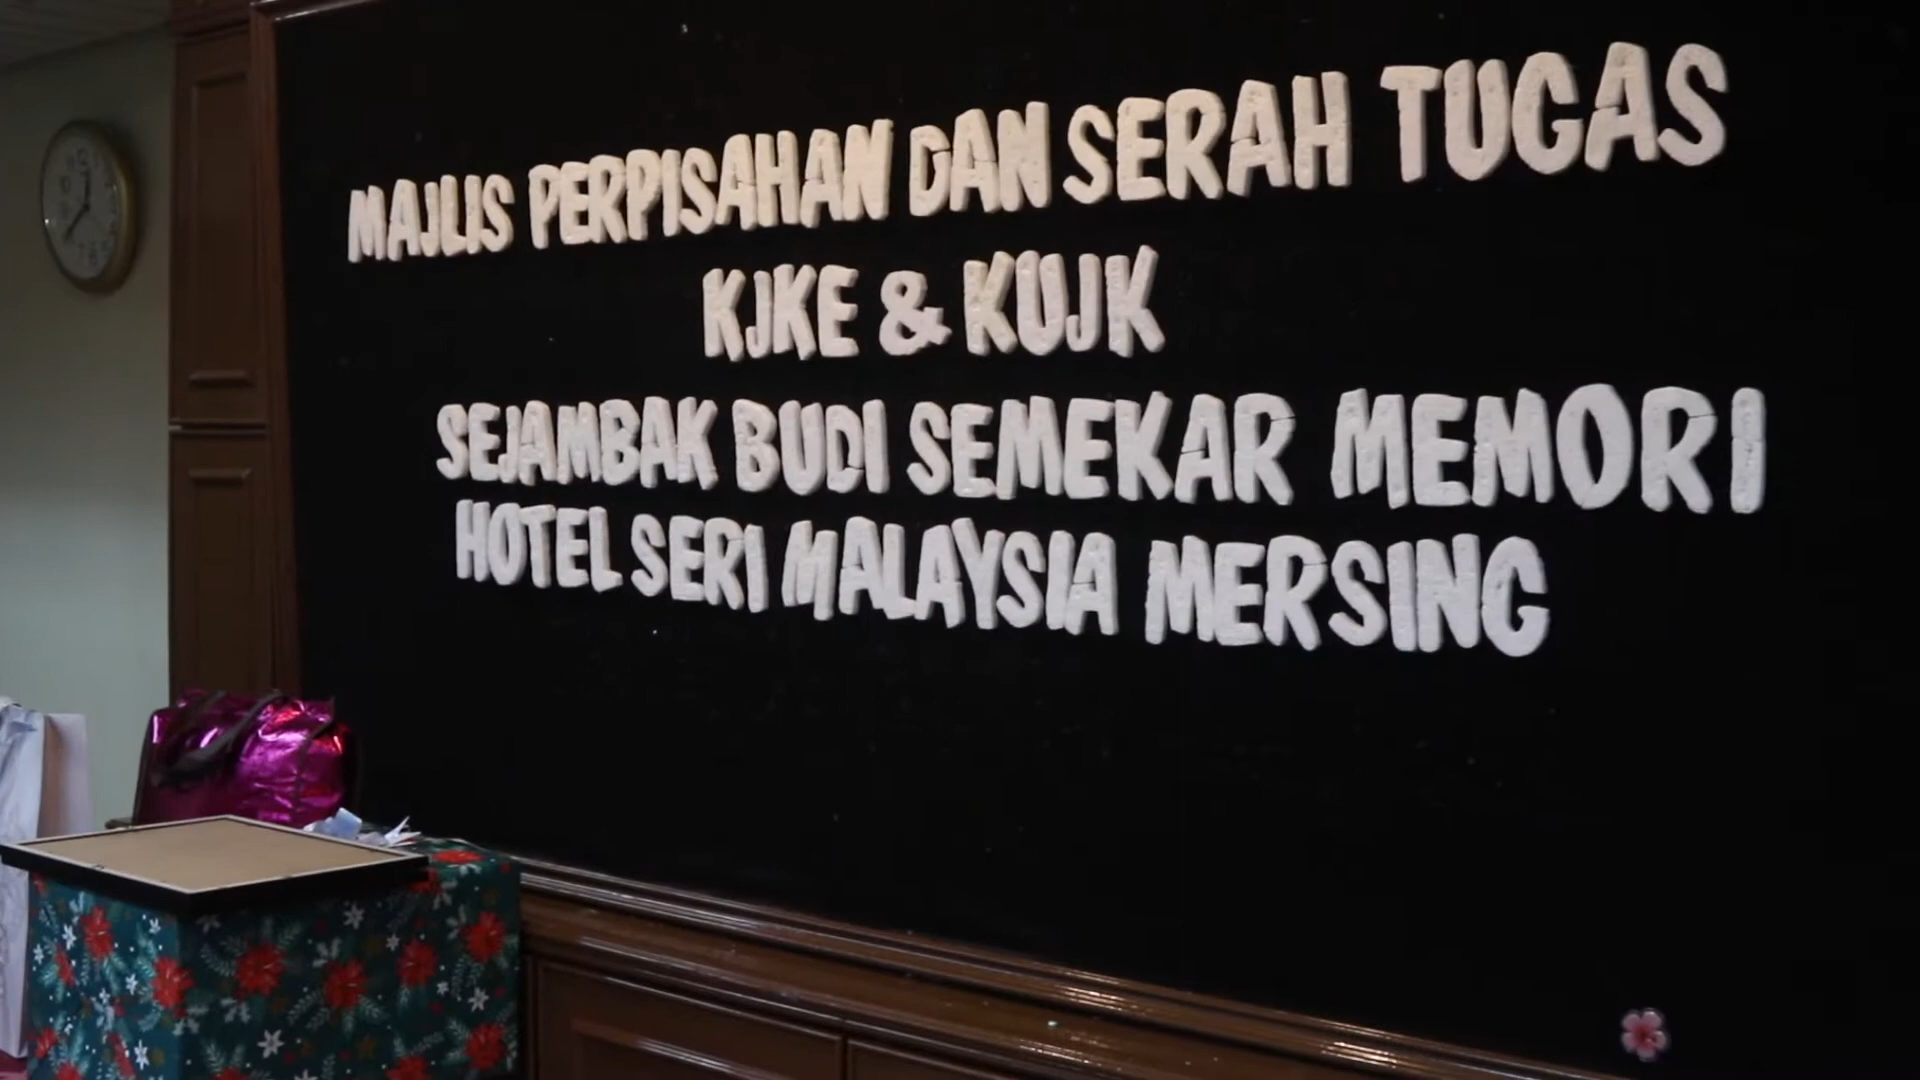 MAJLIS PERPISAHAN DAN SERAH TUGAS
KJKE & KUJK
SEJAMBAK BUDI SEMEKAR MEMORI
HOTEL SERI MALAYSIA MERSING